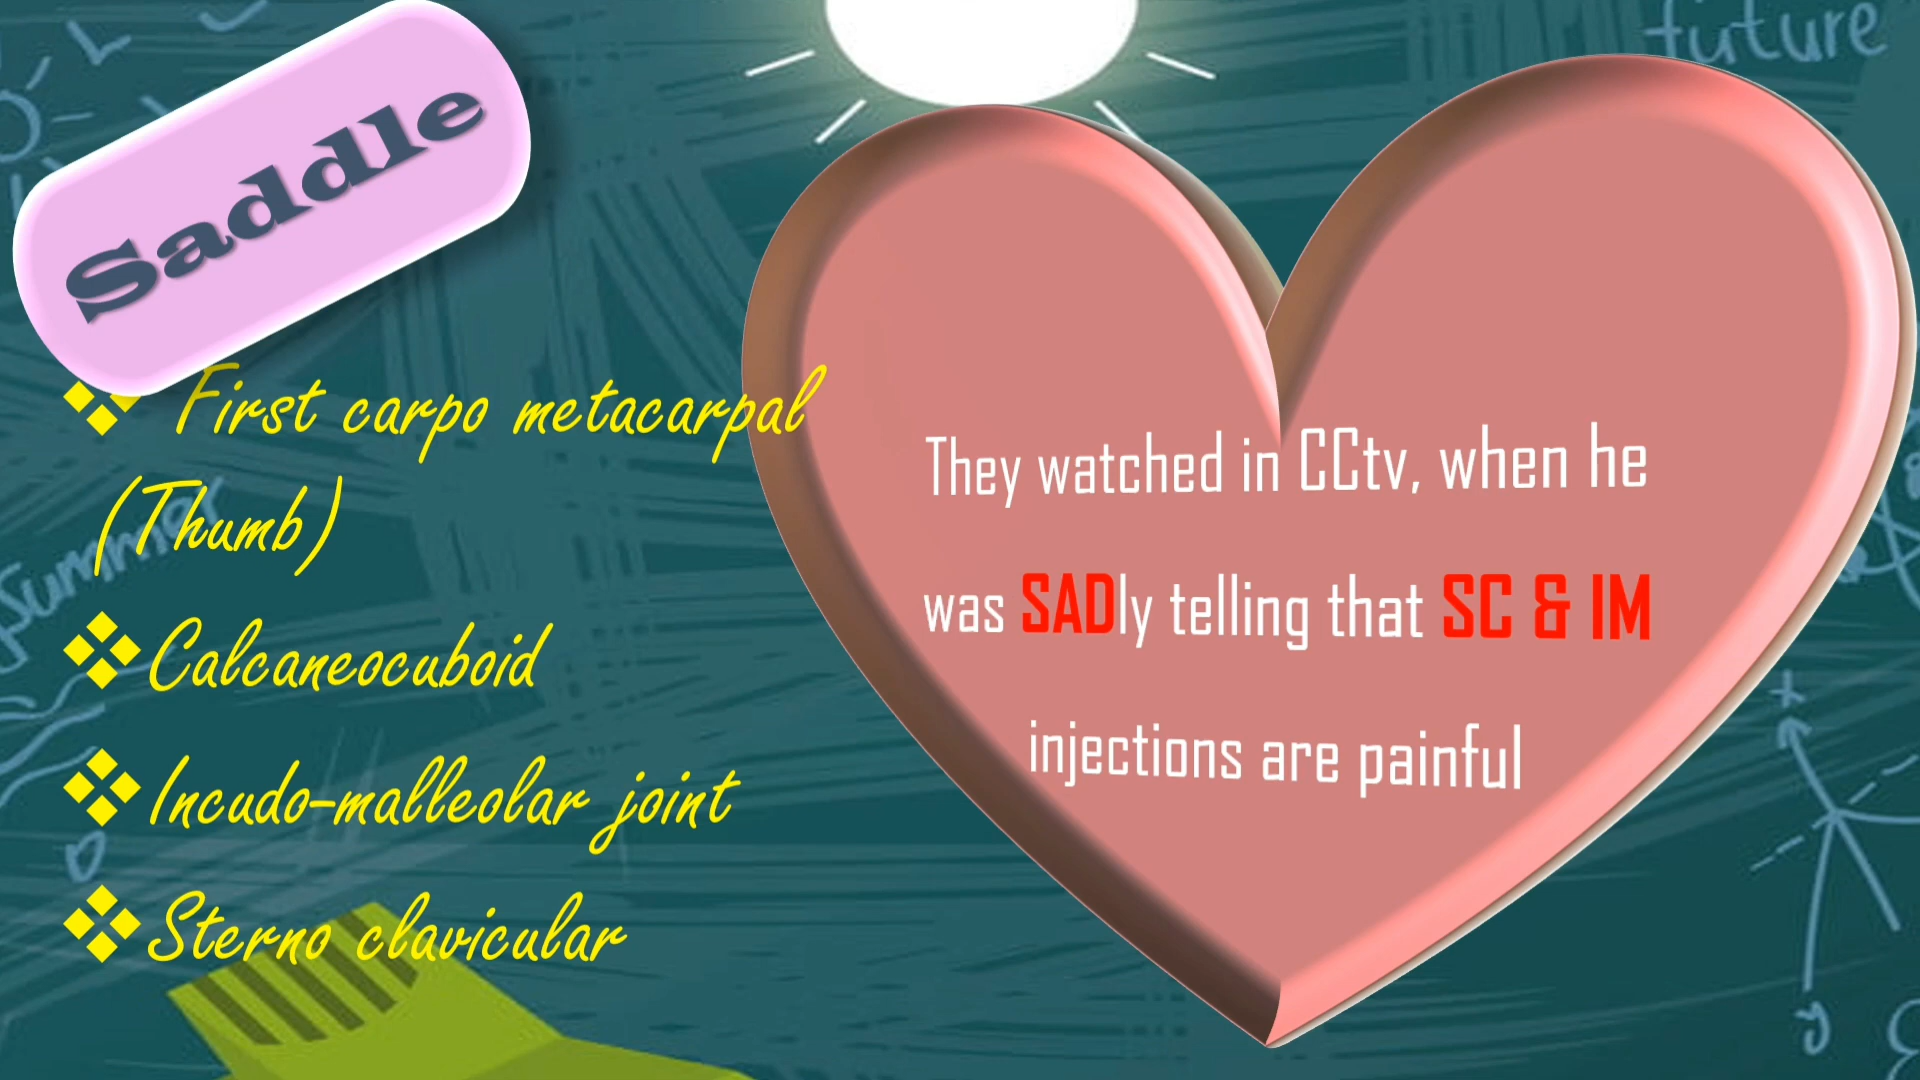 Saddle
First carpo metacarpal
(Thumb)
Calcaneocuboid
Incudo-malleolar joint
Sterno clavicular
They watched in CCtv, when he
was SADly telling that SC & IM
injections are painful
future
summer
y